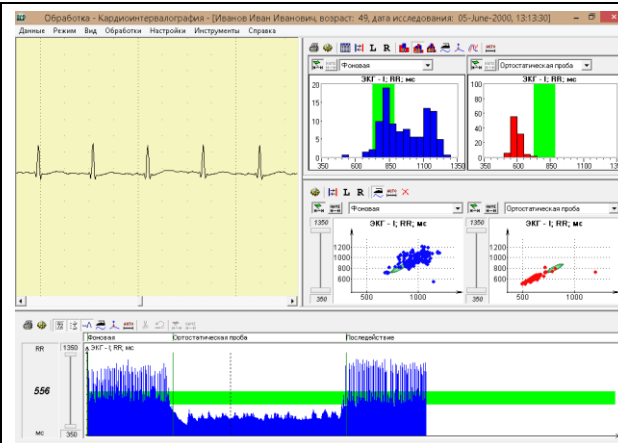 Обработка - Кардиоинтервалография - [Иванов Иван Иванович, возраст: 49, дата исследования: 05-June-2000, 13:13:30]
Данные Режим Вид Обработки Настройки Инструменты Справка
L R
Фоновая
Ортостатическая проба
ЭКГ - I; RR; мс
ЭКГ - I; RR; мс
20
15
10
5
0
350 600 850 1100 1350
100
80
60
40
20
0
350 600 850 1100 1350
L R
Фоновая
Ортостатическая проба
1350
350
ЭКГ - I; RR; мс
1200
1000
800
600
500 1000
1350
350
ЭКГ - I; RR; мс
1200
1000
800
600
500 1000
Фоновая Ортостатическая проба Последействие
RR 1350 ЭКГ - I; RR; мс
556
мс 350